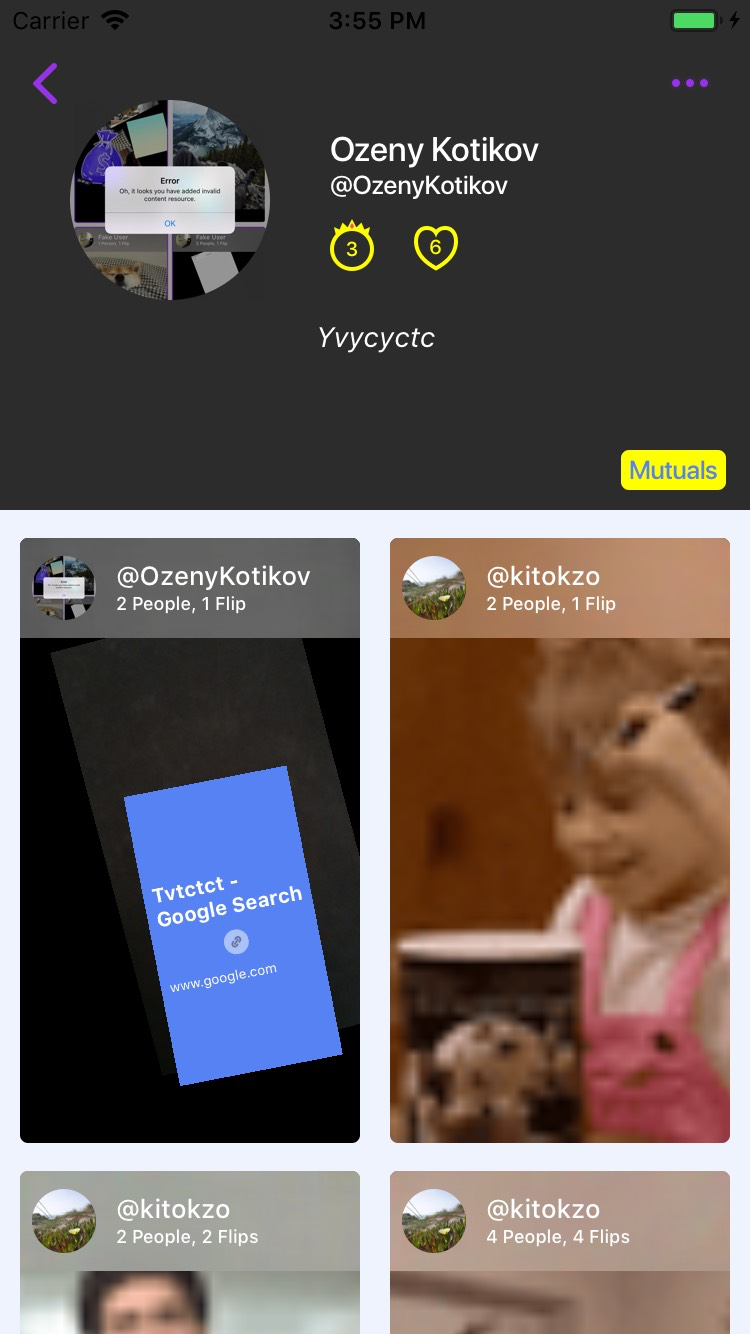 Carrier
3:55 PM
Error
Oh, it looks you have added invalid
content resource.
OK
Fake User
Fake User
Ozeny Kotikov
@OzenyKotikov
3
6
Yvycyctc
Mutuals
@OzenyKotikov
2 People, 1 Flip
@kitokzo
2 People, 1 Flip
Tvtctct -
Google Search
www.google.com
@kitokzo
2 People, 2 Flips
@kitokzo
4 People, 4 Flips